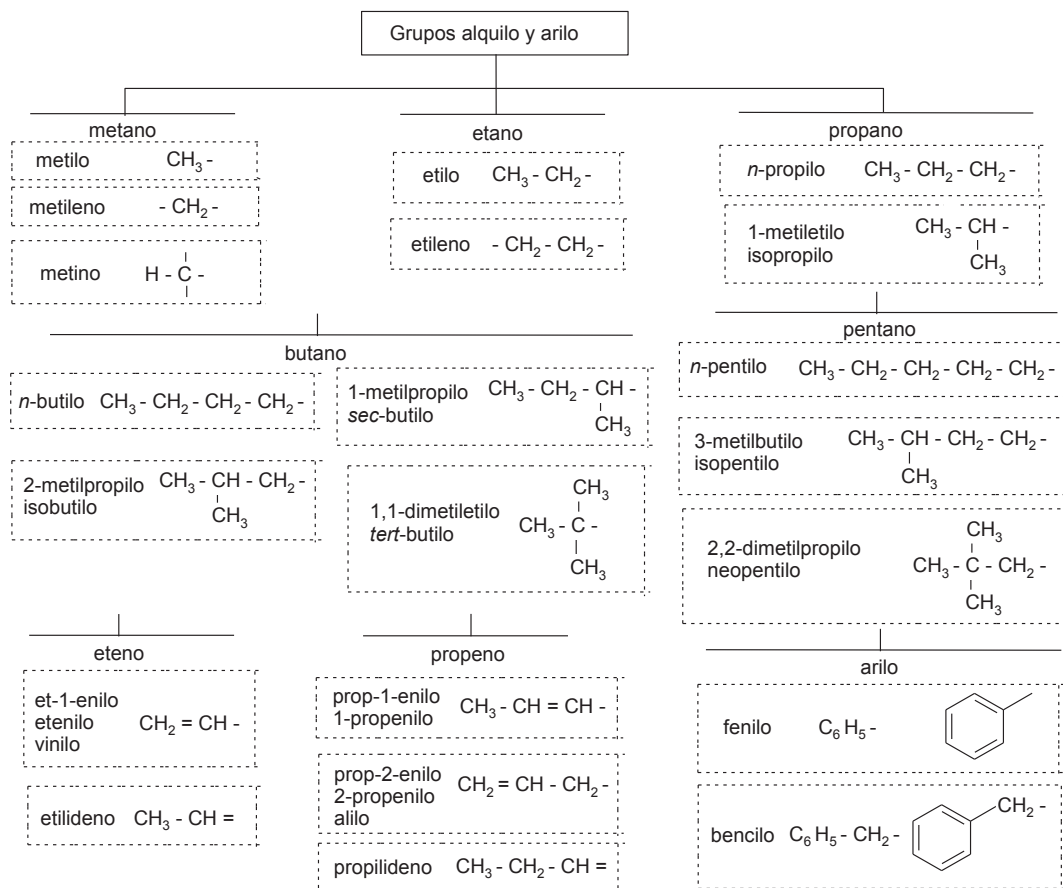 Grupos alquilo y arilo
metano
metilo CH₃ -
metileno - CH₂ -
metino H - C -
etano
etilo CH₃ - CH₂ -
etileno - CH₂ - CH₂ -
propano
n-propilo CH₃ - CH₂ - CH₂ -
1-metiletilo
isopropilo
CH₃ - CH -
CH₃
butano
n-butilo CH₃ - CH₂ - CH₂ - CH₂ -
1-metilpropilo
sec-butilo
CH₃ - CH₂ - CH -
CH₃
2-metilpropilo
isobutilo
CH₃ - CH - CH₂ -
CH₃
1,1-dimetiletilo
tert-butilo
CH₃
CH₃ - C -
CH₃
pentano
n-pentilo CH₃ - CH₂ - CH₂ - CH₂ - CH₂ -
3-metilbutilo
isopentilo
CH₃ - CH - CH₂ - CH₂ -
CH₃
2,2-dimetilpropilo
neopentilo
CH₃
CH₃ - C - CH₂ -
CH₃
eteno
et-1-enilo
etenilo
vinilo
CH₂ = CH -
etilideno CH₃ - CH =
propeno
prop-1-enilo
1-propenilo
CH₃ - CH = CH -
prop-2-enilo
2-propenilo
alilo
CH₂ = CH - CH₂ -
propilideno CH₃ - CH₂ - CH =
arilo
fenilo C₆H₅ -
bencilo C₆H₅ - CH₂ -
CH₂ -